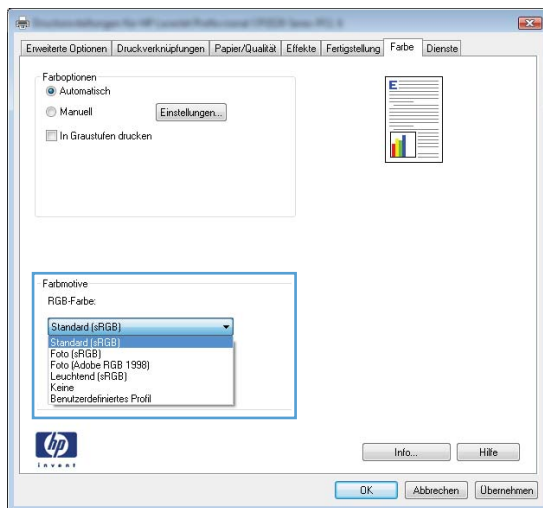 Erweiterte Optionen Druckverknüpfungen Papier/Qualität Effekte Fertigstellung Farbe Dienste
Farboptionen
Automatisch
Manuell Einstellungen...
In Graustufen drucken
E
Farbmotive
RGB-Farbe:
Standard (sRGB)
Standard (sRGB)
Foto (sRGB)
Foto (Adobe RGB 1998)
Leuchtend (sRGB)
Keine
Benutzerdefiniertes Profil
hp
invent
Info... Hilfe
OK Abbrechen Übernehmen